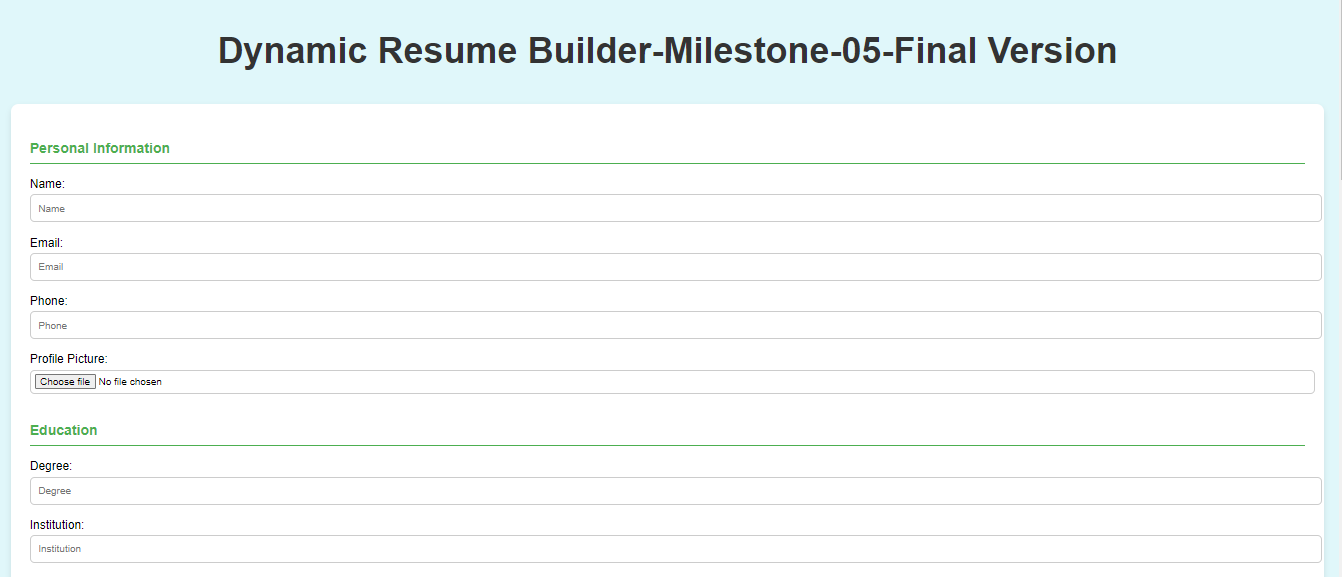 Dynamic Resume Builder-Milestone-05-Final Version
Personal Information
Name:
Name
Email:
Email
Phone:
Phone
Profile Picture:
Choose file No file chosen
Education
Degree:
Degree
Institution:
Institution